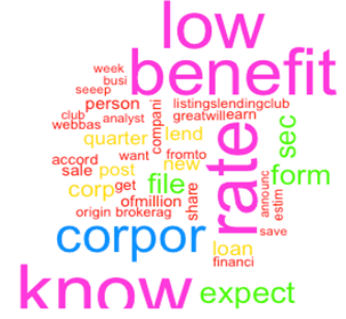 low
benefit
week
busi
seeep
person
listingslendingclub
club
analyst
compani
greatwillearn
webbas
quarter
lend
sec
rate
accord
want
fromto
new
sale
post
form
corp
get
file
share
announc
estim
ofmillion
origin
brokerag
corpor
save
loan
financi
know
expect